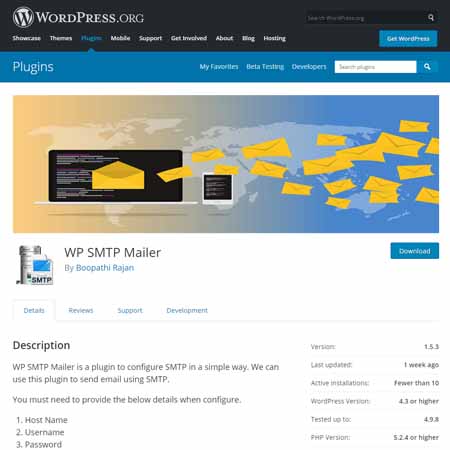 WORDPRESS.ORG
Search WordPress.org
Showcase Themes Plugins Mobile Support Get Involved About Blog Hosting
Get WordPress
Plugins
My Favorites Beta Testing Developers
Search plugins
SMTP
WP SMTP Mailer
By Boopathi Rajan
Download
Details Reviews Support Development
Description
WP SMTP Mailer is a plugin to configure SMTP in a simple way. We can
use this plugin to send email using SMTP.
You must need to provide the below details when configure.
1. Host Name
2. Username
3. Password
Version: 1.5.3
Last updated: 1 week ago
Active installations: Fewer than 10
WordPress Version: 4.3 or higher
Tested up to: 4.9.8
PHP Version: 5.2.4 or higher